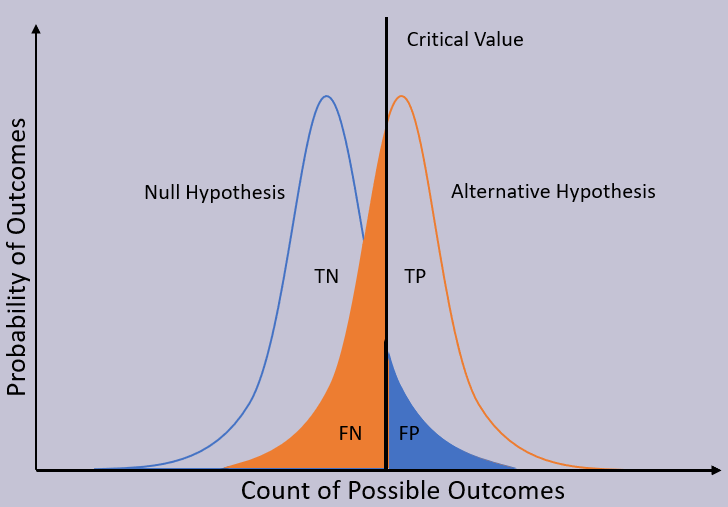 Critical Value
Null Hypothesis
Alternative Hypothesis
Probability of Outcomes
TN
TP
FN
FP
Count of Possible Outcomes